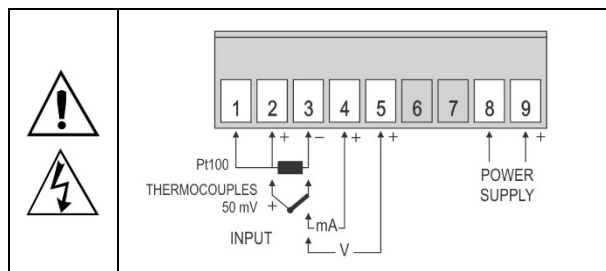 1 2 3 4 5 6 7 8 9
+ − + + +
Pt100
THERMOCOUPLES
50 mV +
mA
INPUT
V
POWER
SUPPLY